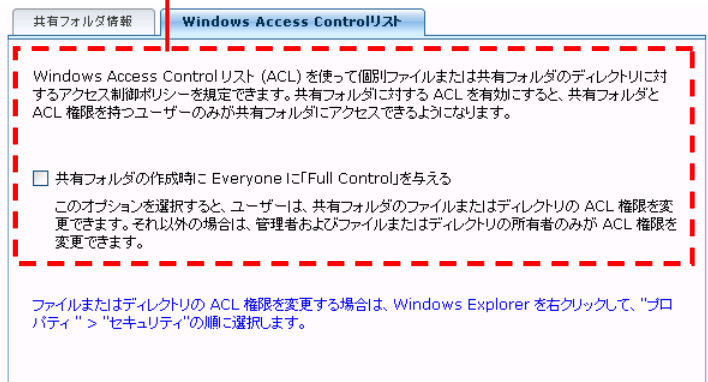 共有フォルダ情報
Windows Access Controlリスト
Windows Access Controlリスト (ACL) を使って個別ファイルまたは共有フォルダのディレクトリに対
するアクセス制御ポリシーを規定できます。共有フォルダに対する ACL を有効にすると、共有フォルダと
ACL 権限を持つユーザーのみが共有フォルダにアクセスできるようになります。
共有フォルダの作成時に Everyone に「Full Control」を与える
このオプションを選択すると、ユーザーは、共有フォルダのファイルまたはディレクトリの ACL 権限を変
更できます。それ以外の場合は、管理者およびファイルまたはディレクトリの所有者のみが ACL 権限を
変更できます。
ファイルまたはディレクトリの ACL 権限を変更する場合は、Windows Explorer を右クリックして、"プロ
パティ " > "セキュリティ"の順に選択します。